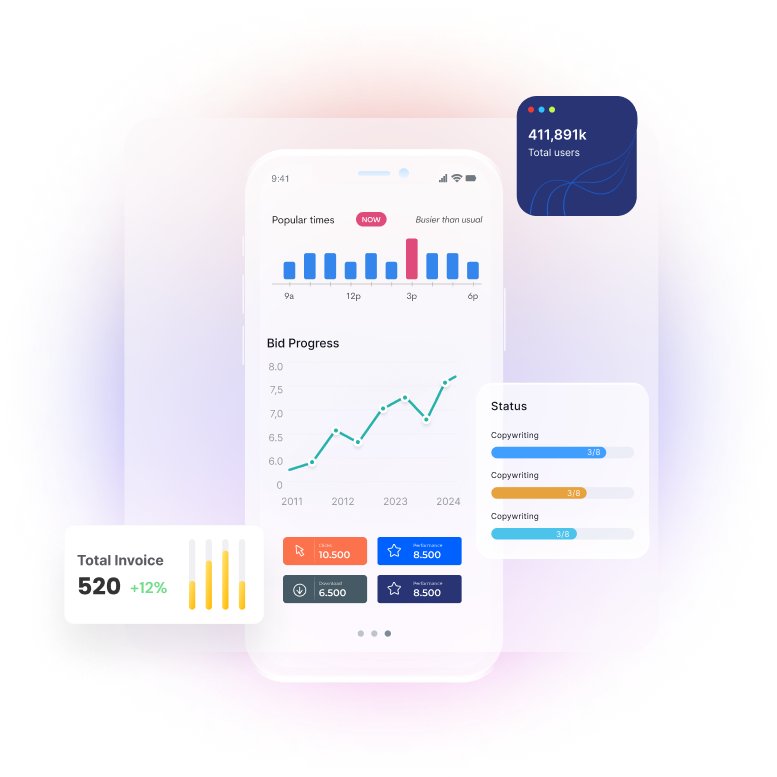 411,891k
Total users
9:41
Popular times NOW Busier than usual
9a 12p 3p 6p
Bid Progress
8.0
7,5
7,0
6.5
6.0
0
2011 2012 2023 2024
Status
Copywriting
3/8
Copywriting
3/8
Copywriting
3/8
Clicks
10.500
Performance
8.500
Download
6.500
Performance
8.500
Total Invoice
520 +12%